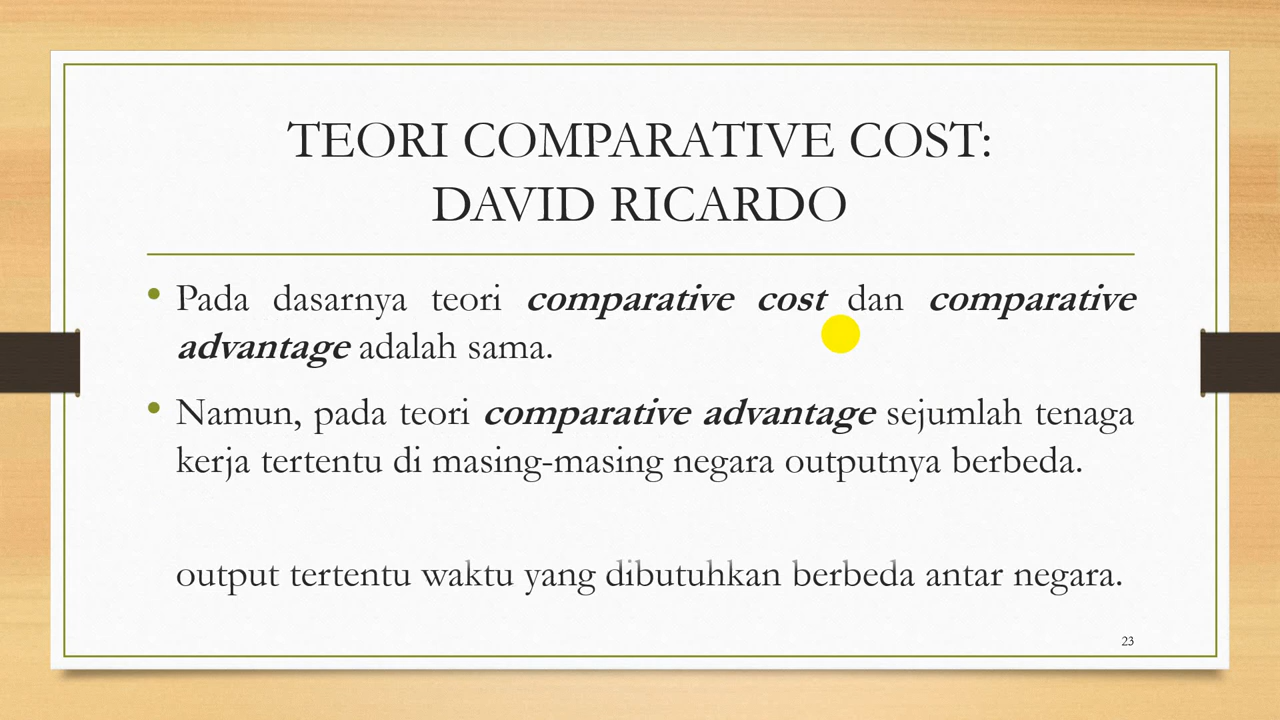 TEORI COMPARATIVE COST:
DAVID RICARDO
• Pada dasarnya teori comparative cost dan comparative
advantage adalah sama.
• Namun, pada teori comparative advantage sejumlah tenaga
kerja tertentu di masing-masing negara outputnya berbeda.
output tertentu waktu yang dibutuhkan berbeda antar negara.
23